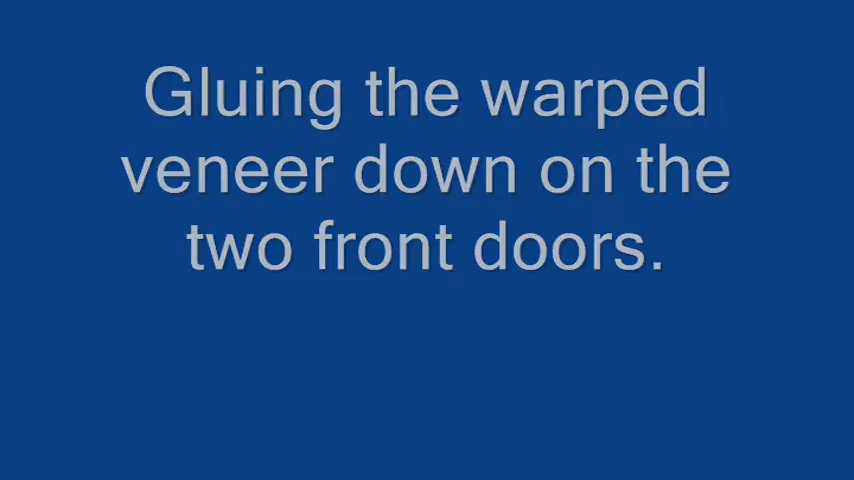 Gluing the warped
veneer down on the
two front doors.